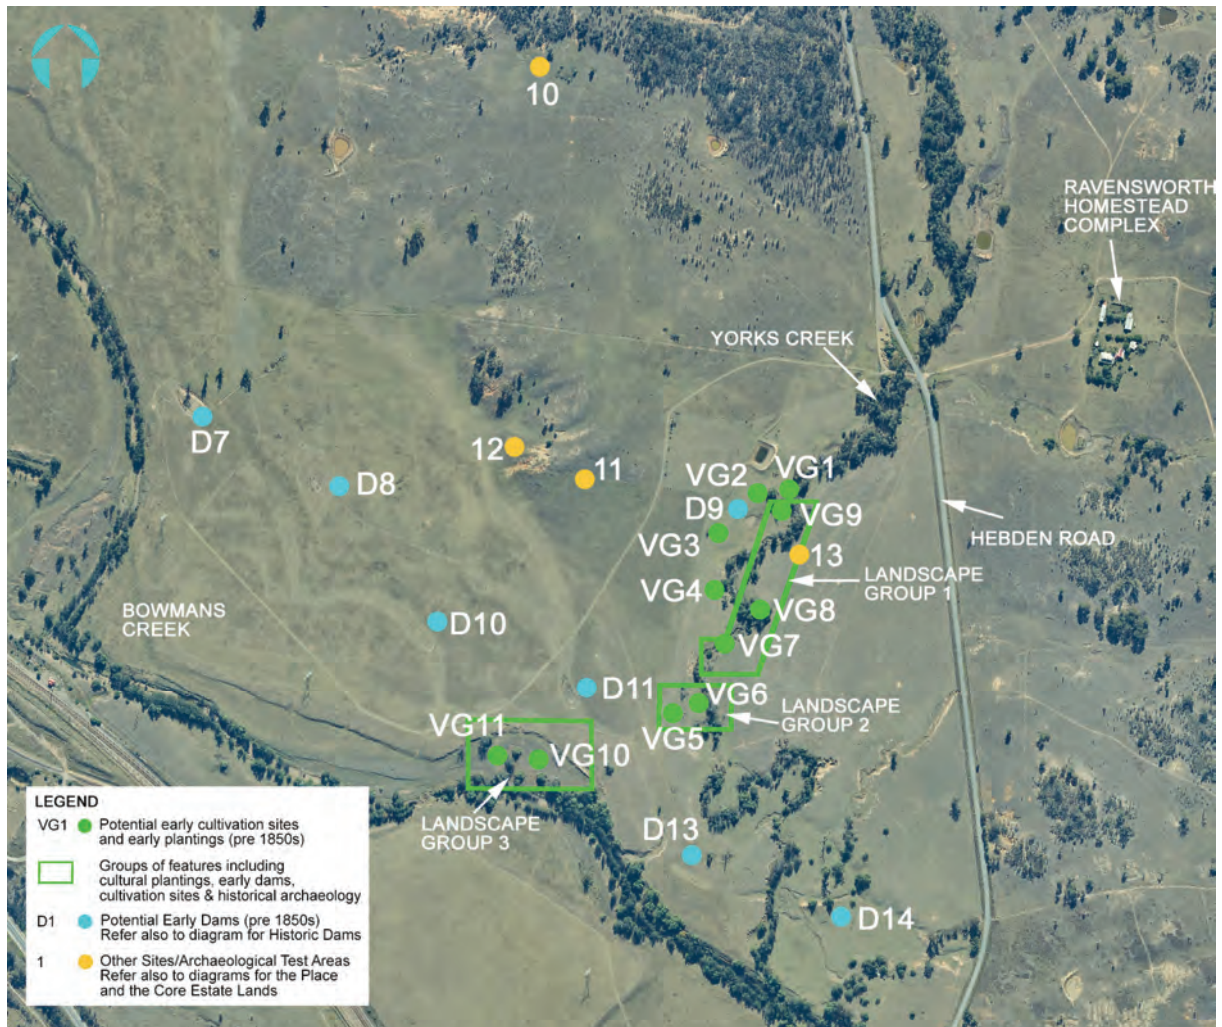 10
RAVENSWORTH
HOMESTEAD
COMPLEX
YORKS CREEK
D7
12
11
D8
VG2
VG1
D9
VG9
VG3
13
HEBDEN ROAD
VG4
LANDSCAPE
GROUP 1
BOWMANS
CREEK
D10
VG8
VG7
D11
VG6
LANDSCAPE
GROUP 2
VG5
VG11
VG10
LANDSCAPE
GROUP 3
D13
D14
LEGEND
VG1 Potential early cultivation sites
and early plantings (pre 1850s)
Groups of features including
cultural plantings, early dams,
cultivation sites & historical archaeology
D1 Potential Early Dams (pre 1850s)
Refer also to diagram for Historic Dams
1 Other Sites/Archaeological Test Areas
Refer also to diagrams for the Place
and the Core Estate Lands